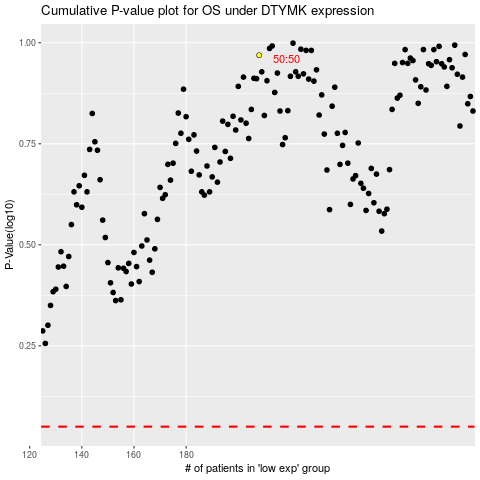 Cumulative P-value plot for OS under DTYMK expression
1.00
50:50
0.75
P-Value(log10)
0.50
0.25
120 140 160 180
# of patients in 'low exp' group